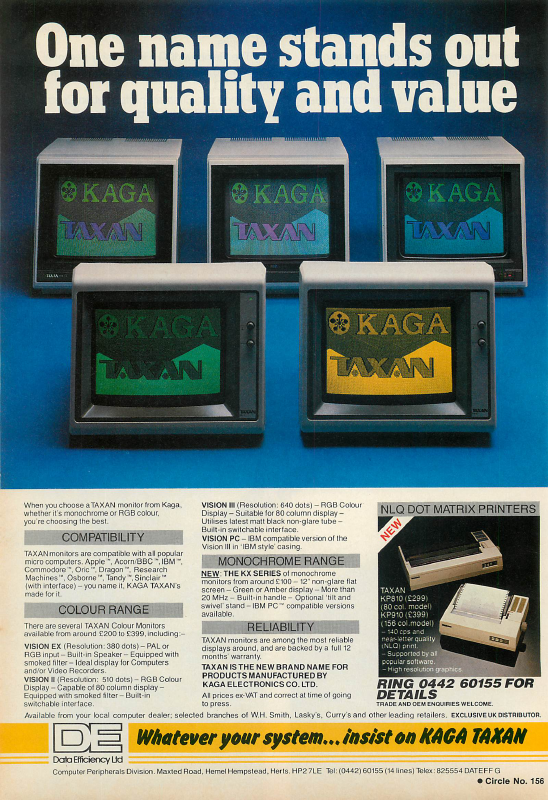 One name stands out
for quality and value
KAGA
TAXAN
KAGA
TAXAN
KAGA
TAXAN
KAGA
TAXAN
KAGA
TAXAN
When you choose a TAXAN monitor from Kaga,
whether it's monochrome or RGB colour,
you're choosing the best.
COMPATIBILITY
TAXAN monitors are compatible with all popular
micro computers. Apple™, Acorn/BBC™, IBM™,
Commodore™, Oric™, Dragon™, Research
Machines™, Osborne™, Tandy™, Sinclair™
(with interface) – you name it, KAGA TAXAN's
made for it.
COLOUR RANGE
There are several TAXAN Colour Monitors
available from around £200 to £399, including:–
VISION EX (Resolution: 380 dots) – PAL or
RGB input – Built-in Speaker – Equipped with
smoked filter – Ideal display for Computers
and/or Video Recorders.
VISION II (Resolution: 510 dots) – RGB Colour
Display – Capable of 80 column display –
Equipped with smoked filter – Built-in
switchable interface.
VISION III (Resolution: 640 dots) – RGB Colour
Display – Suitable for 80 column display –
Utilises latest matt black non-glare tube –
Built-in switchable interface.
VISION PC – IBM compatible version of the
Vision III in 'IBM style' casing.
MONOCHROME RANGE
NEW: THE KX SERIES of monochrome
monitors from around £100 – 12" non-glare flat
screen – Green or Amber display – More than
20 MHz – Built-in handle – Optional 'tilt and
swivel' stand – IBM PC™ compatible versions
available.
RELIABILITY
TAXAN monitors are among the most reliable
displays around, and are backed by a full 12
months' warranty.
TAXAN IS THE NEW BRAND NAME FOR
PRODUCTS MANUFACTURED BY
KAGA ELECTRONICS CO. LTD.
All prices ex-VAT and correct at time of going
to press.
NLQ DOT MATRIX PRINTERS
NEW
TAXAN
KP810 (£299)
(80 col. model)
KP910 (£399)
(156 col. model)
– 140 cps and
near-letter quality
(NLQ) print.
– Supported by all
popular software.
– High resolution graphics.
RING 0442 60155 FOR
DETAILS
TRADE AND OEM ENQUIRIES WELCOME.
Available from your local computer dealer; selected branches of W.H. Smith, Lasky's, Curry's and other leading retailers. EXCLUSIVE UK DISTRIBUTOR.
DE
Data Efficiency Ltd
Whatever your system... insist on KAGA TAXAN
Computer Peripherals Division. Maxted Road, Hemel Hempstead, Herts. HP2 7LE Tel: (0442) 60155 (14 lines) Telex: 825554 DATEFF G
● Circle No. 156